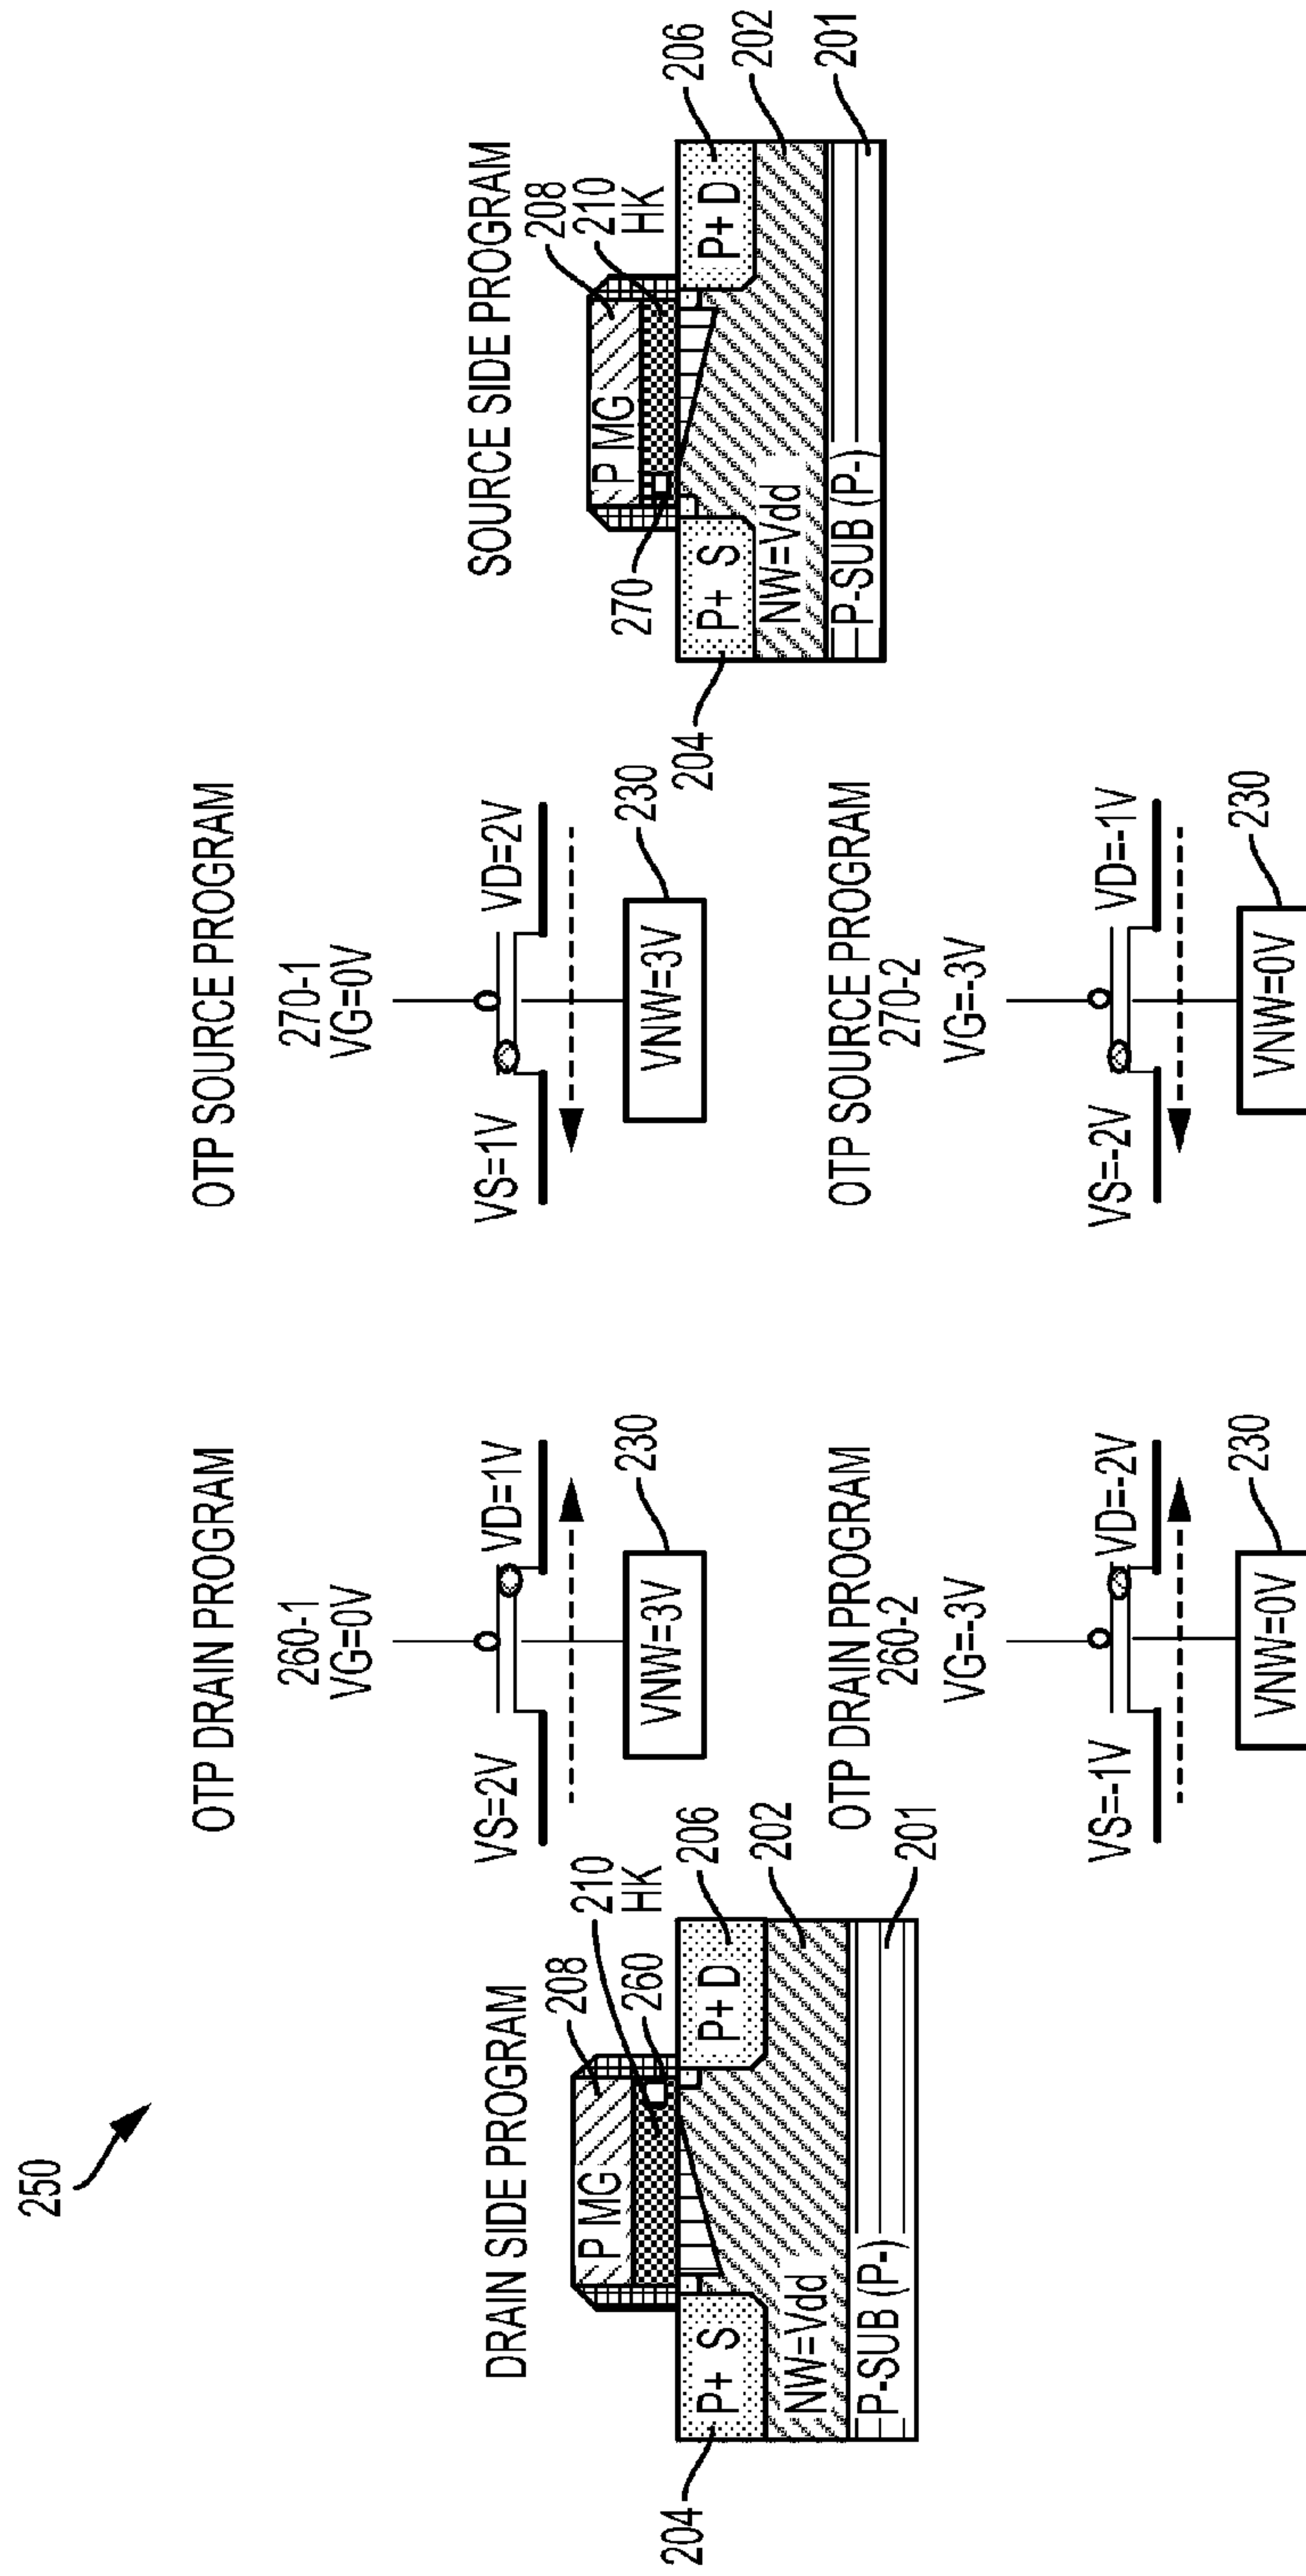 250
DRAIN SIDE PROGRAM
208
210
HK
260
206
202
201
204
P MG
P+ S
P+ D
NW=Vdd
P-SUB (P-)
OTP DRAIN PROGRAM
260-1
VG=0V
VS=2V
VD=1V
VNW=3V
230
OTP DRAIN PROGRAM
260-2
VG=-3V
VS=-1V
VD=-2V
VNW=0V
230
OTP SOURCE PROGRAM
270-1
VG=0V
VS=1V
VD=2V
VNW=3V
230
OTP SOURCE PROGRAM
270-2
VG=-3V
VS=-2V
VD=-1V
VNW=0V
230
SOURCE SIDE PROGRAM
208
210
HK
270
206
202
201
204
P MG
P+ S
P+ D
NW=Vdd
P-SUB (P-)